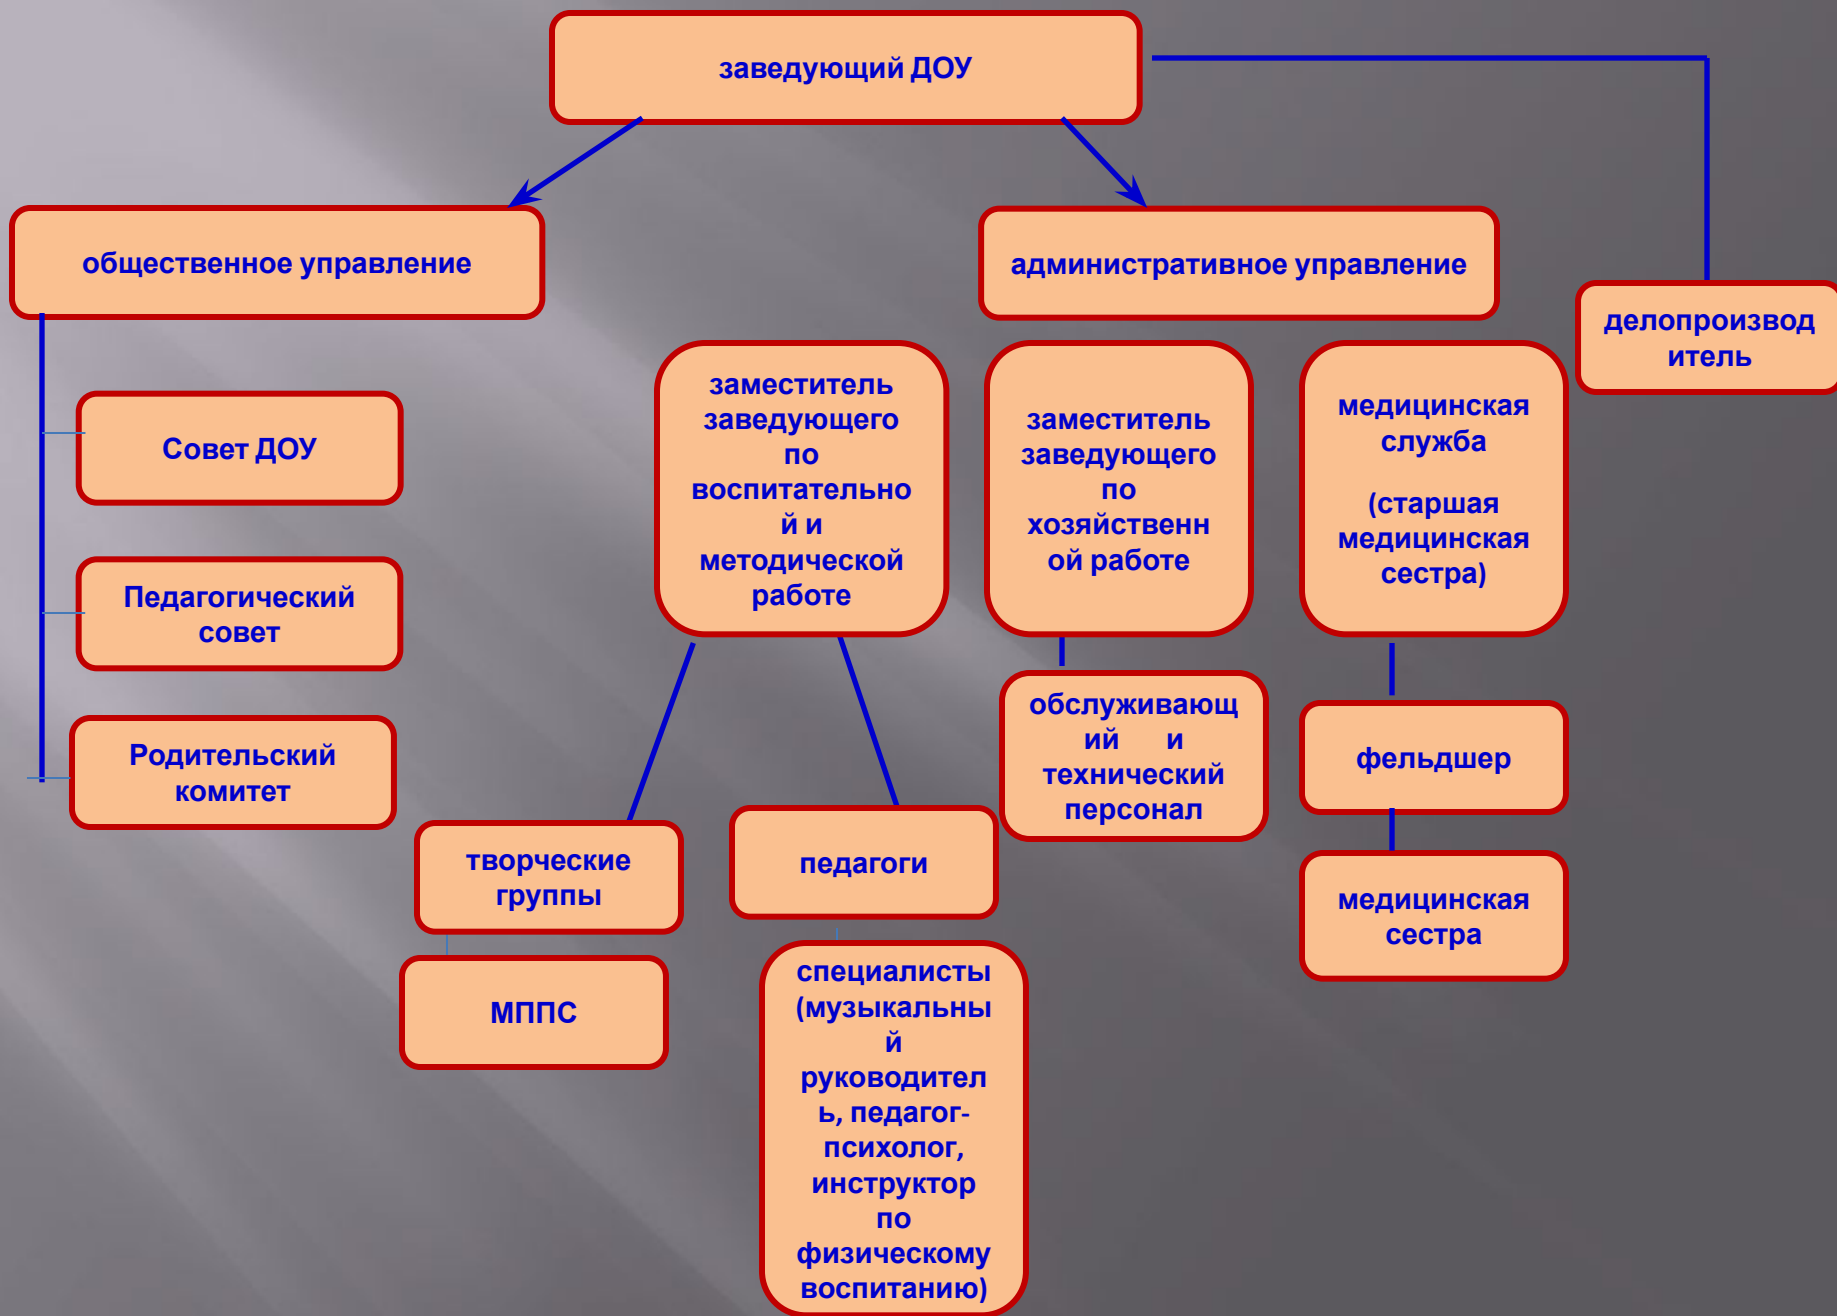 заведующий ДОУ
общественное управление
административное управление
делопроизвод
итель
Совет ДОУ
Педагогический
совет
Родительский
комитет
заместитель
заведующего
по
воспитательно
й и
методической
работе
заместитель
заведующего
по
хозяйственн
ой работе
медицинская
служба
(старшая
медицинская
сестра)
обслуживающ
ий и
технический
персонал
фельдшер
медицинская
сестра
творческие
группы
МППС
педагоги
специалисты
(музыкальны
й
руководител
ь, педагог-
психолог,
инструктор
по
физическому
воспитанию)